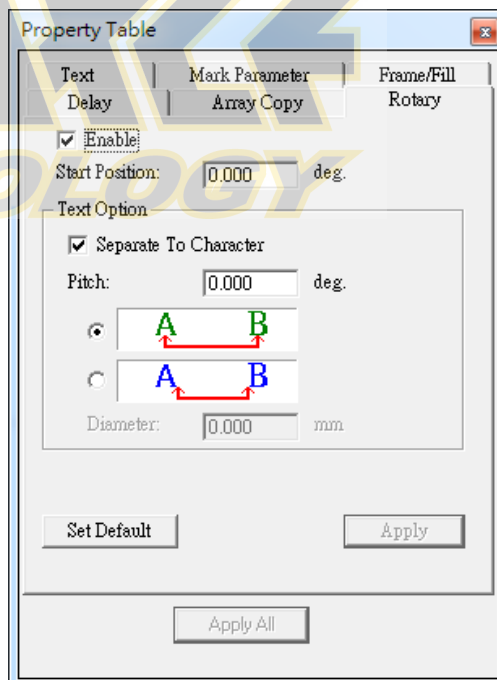 Property Table
Text Mark Parameter Frame/Fill
Delay Array Copy Rotary
Enable
Start Position: 0.000 deg.
Text Option
Separate To Character
Pitch: 0.000 deg.
A B
A B
Diameter: 0.000 mm
Set Default Apply
Apply All